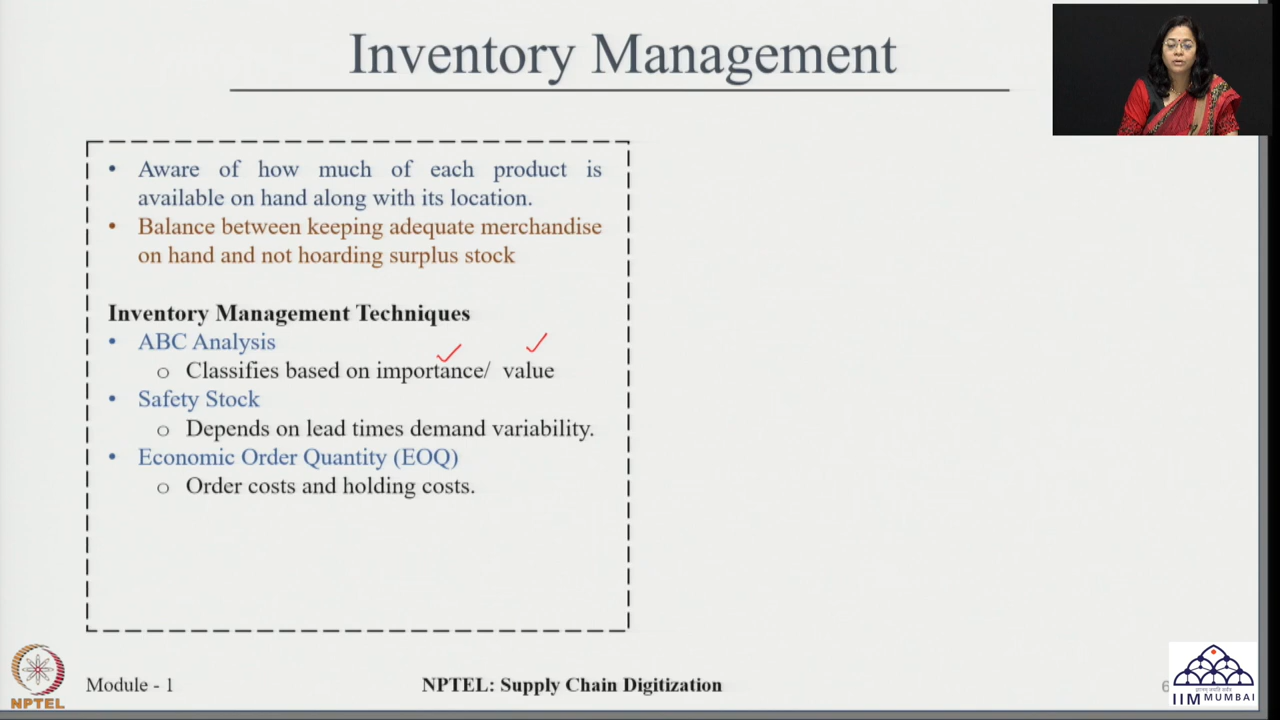 Inventory Management
• Aware of how much of each product is
available on hand along with its location.
• Balance between keeping adequate merchandise
on hand and not hoarding surplus stock
Inventory Management Techniques
• ABC Analysis
o Classifies based on importance/ value
• Safety Stock
o Depends on lead times demand variability.
• Economic Order Quantity (EOQ)
o Order costs and holding costs.
NPTEL
Module - 1
NPTEL: Supply Chain Digitization
6
IIM MUMBAI